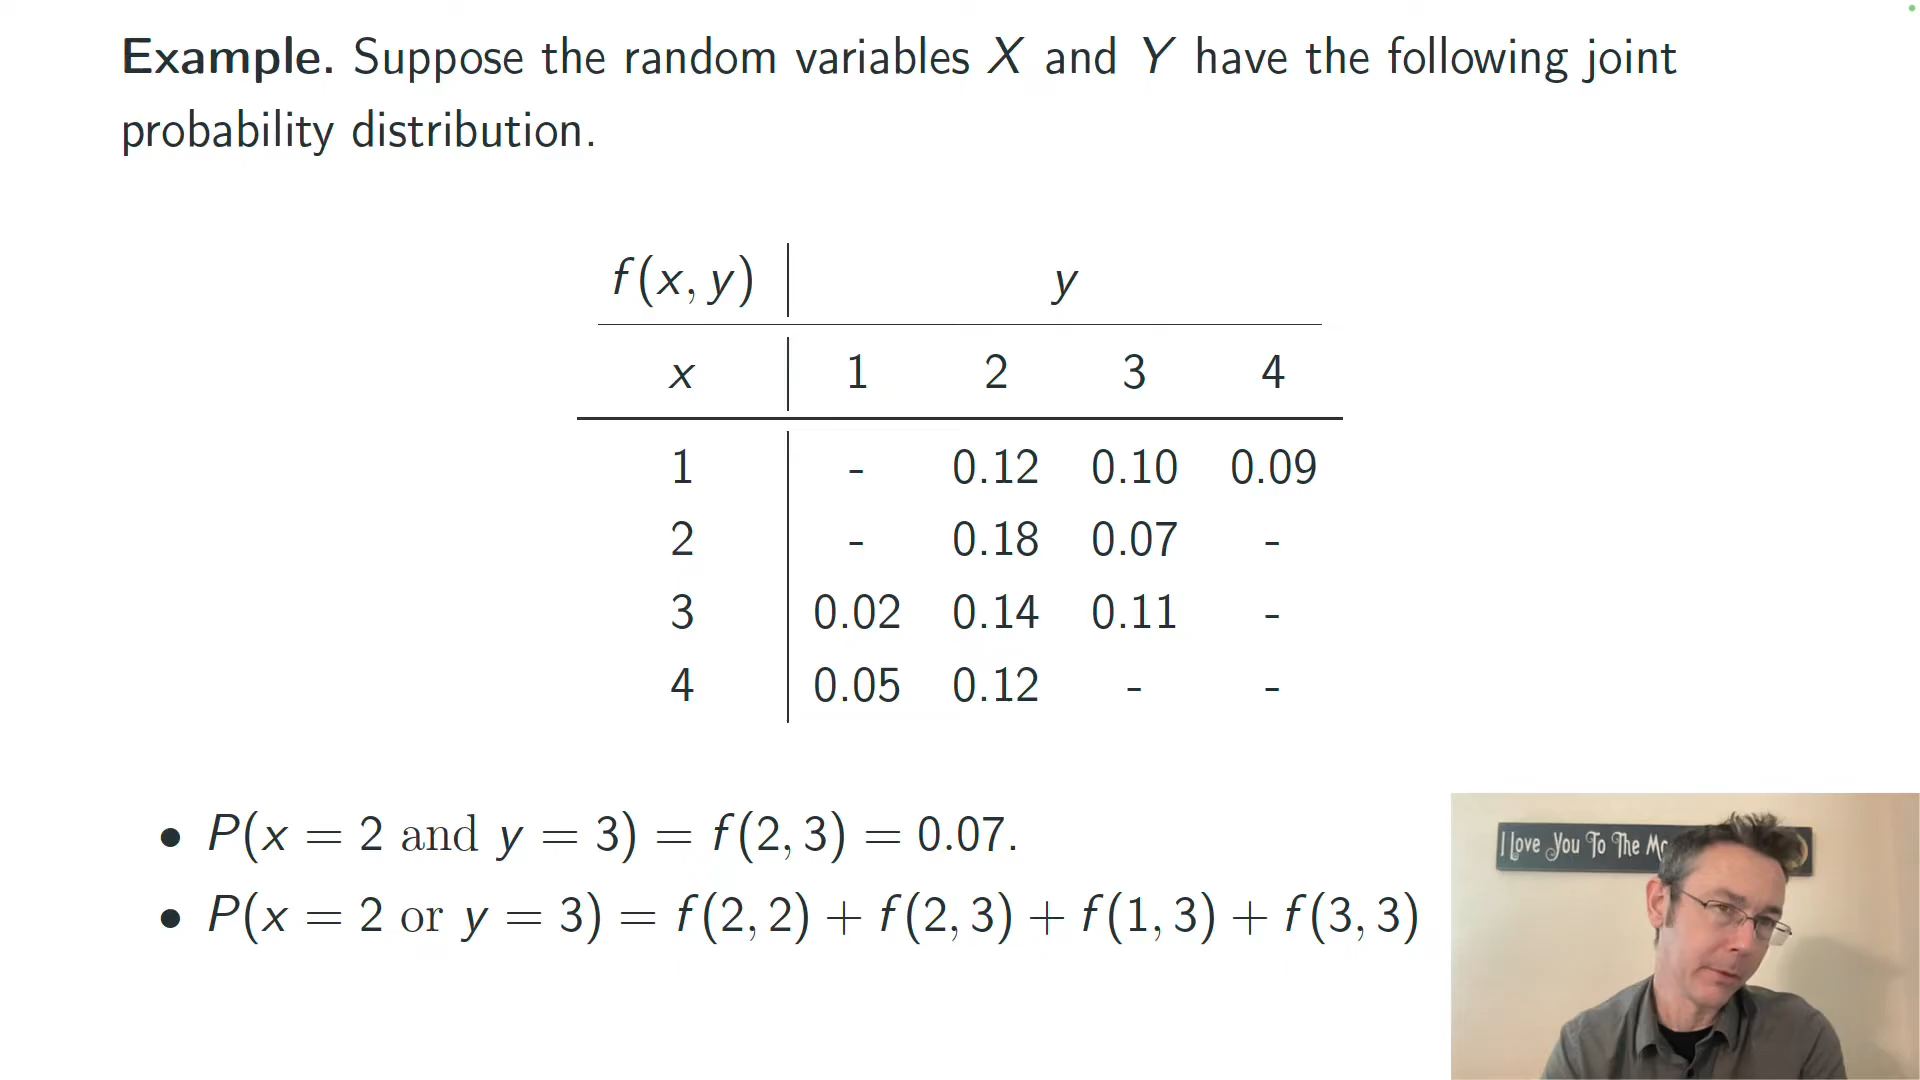 Example. Suppose the random variables X and Y have the following joint
probability distribution.
f(x, y) y
x 1 2 3 4
1 - 0.12 0.10 0.09
2 - 0.18 0.07 -
3 0.02 0.14 0.11 -
4 0.05 0.12 - -
• P(x = 2 and y = 3) = f(2, 3) = 0.07.
• P(x = 2 or y = 3) = f(2, 2) + f(2, 3) + f(1, 3) + f(3, 3)
I Love You To The